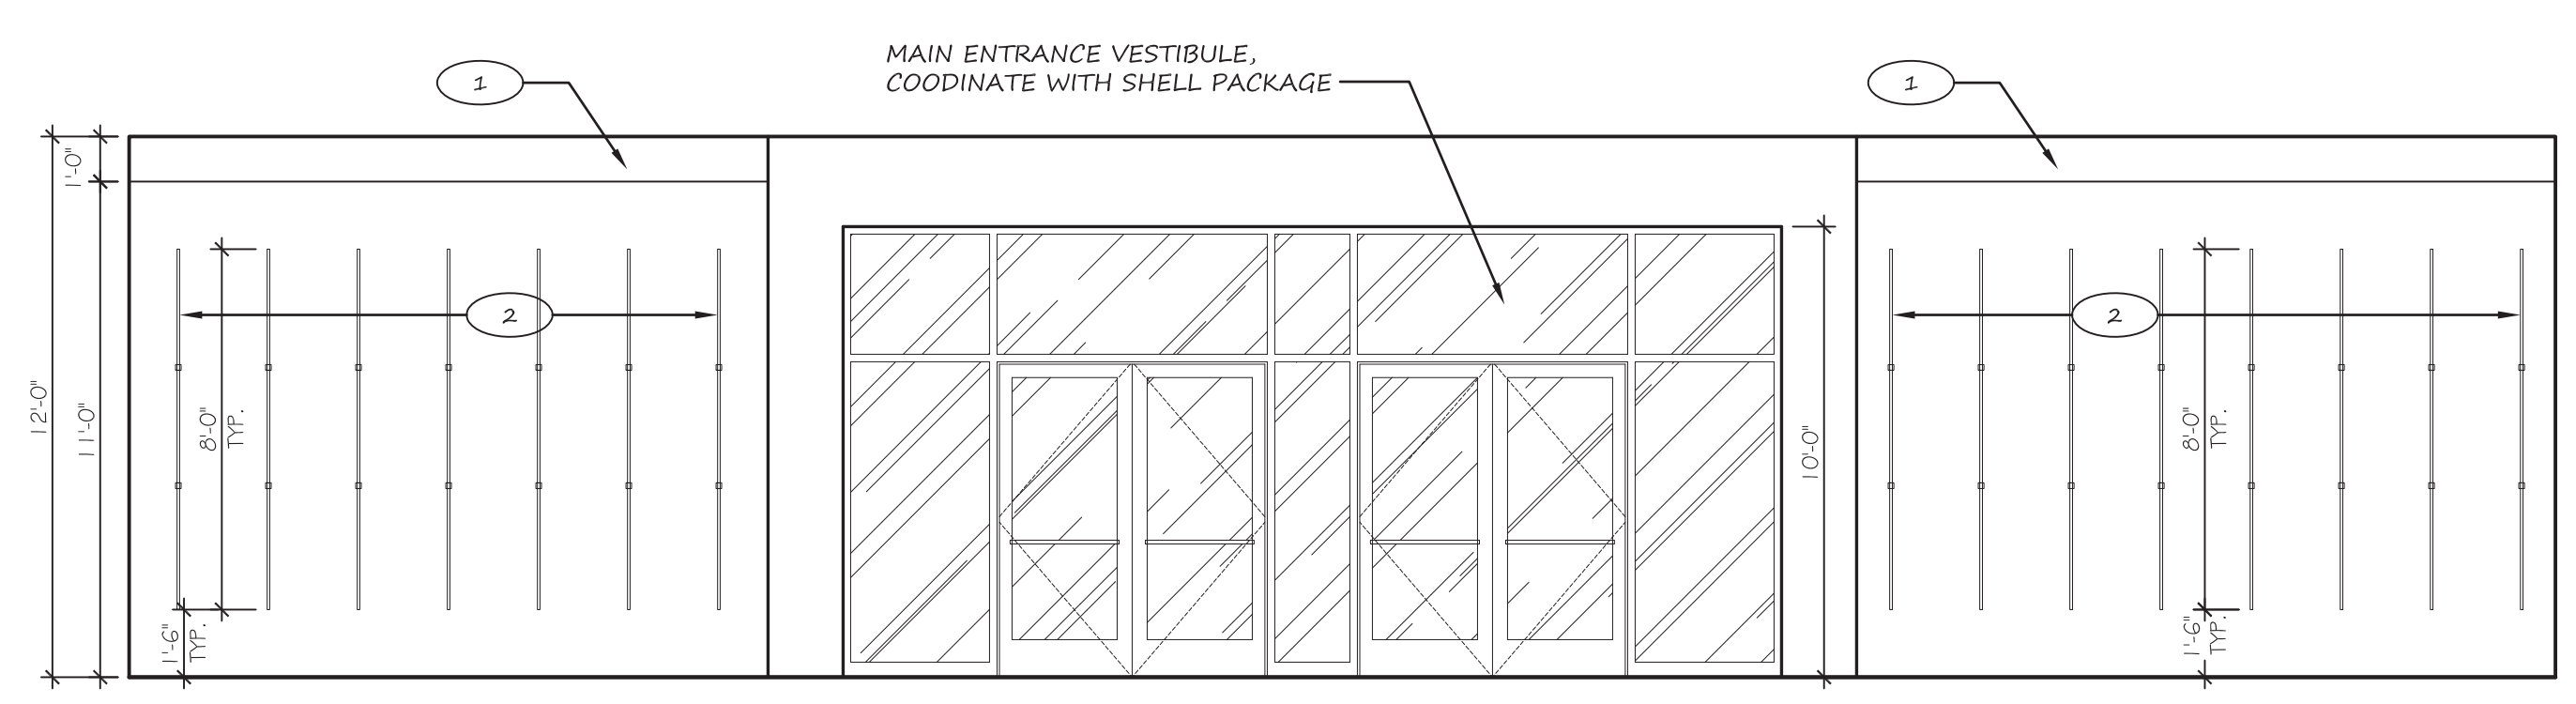 MAIN ENTRANCE VESTIBULE,
COODINATE WITH SHELL PACKAGE
1
1
1'-0"
12'-0"
11'-0"
2
8'-0"
TYP.
1'-6"
TYP.
10'-0"
2
8'-0"
TYP.
1'-6"
TYP.